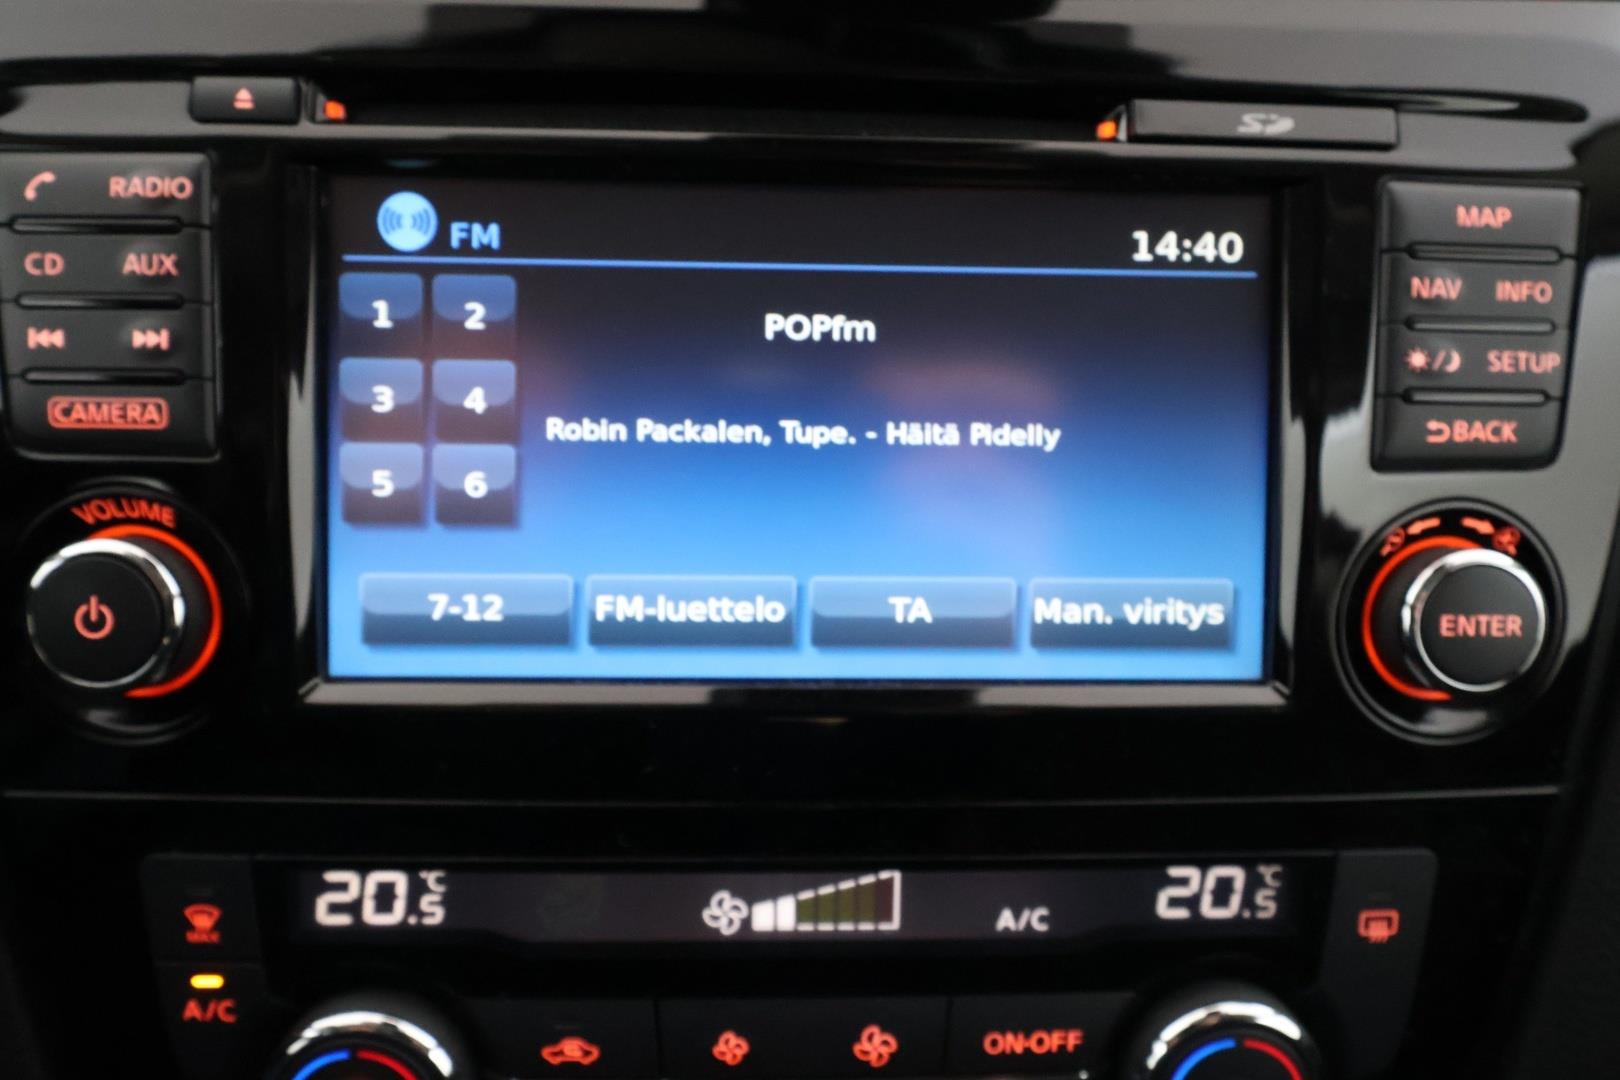 RADIO
CD AUX
CAMERA
VOLUME
FM
14:40
1 2
3 4
5 6
POPfm
Robin Packalen, Tupe. - Häitä Pidelly
7-12 FM-luettelo TA Man. viritys
MAP
NAV INFO
SETUP
BACK
ENTER
20.5 °C
A/C
20.5 °C
MAX
A/C
ON·OFF